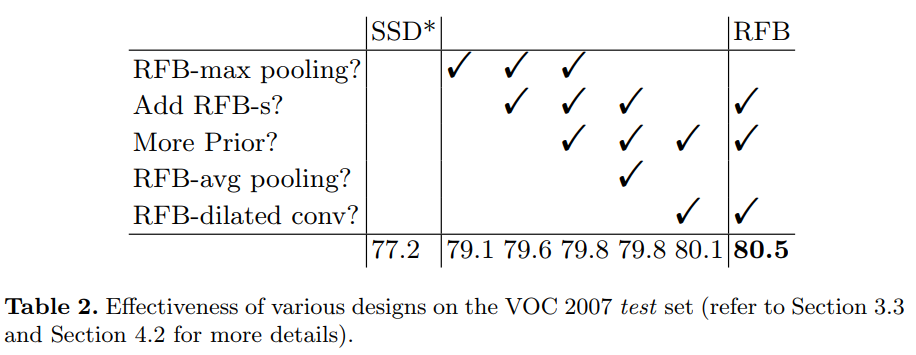 SSD* RFB
RFB-max pooling? ✓ ✓ ✓
Add RFB-s? ✓ ✓ ✓ ✓
More Prior? ✓ ✓ ✓ ✓
RFB-avg pooling? ✓
RFB-dilated conv? ✓ ✓
77.2 79.1 79.6 79.8 79.8 80.1 80.5
Table 2. Effectiveness of various designs on the VOC 2007 test set (refer to Section 3.3
and Section 4.2 for more details).